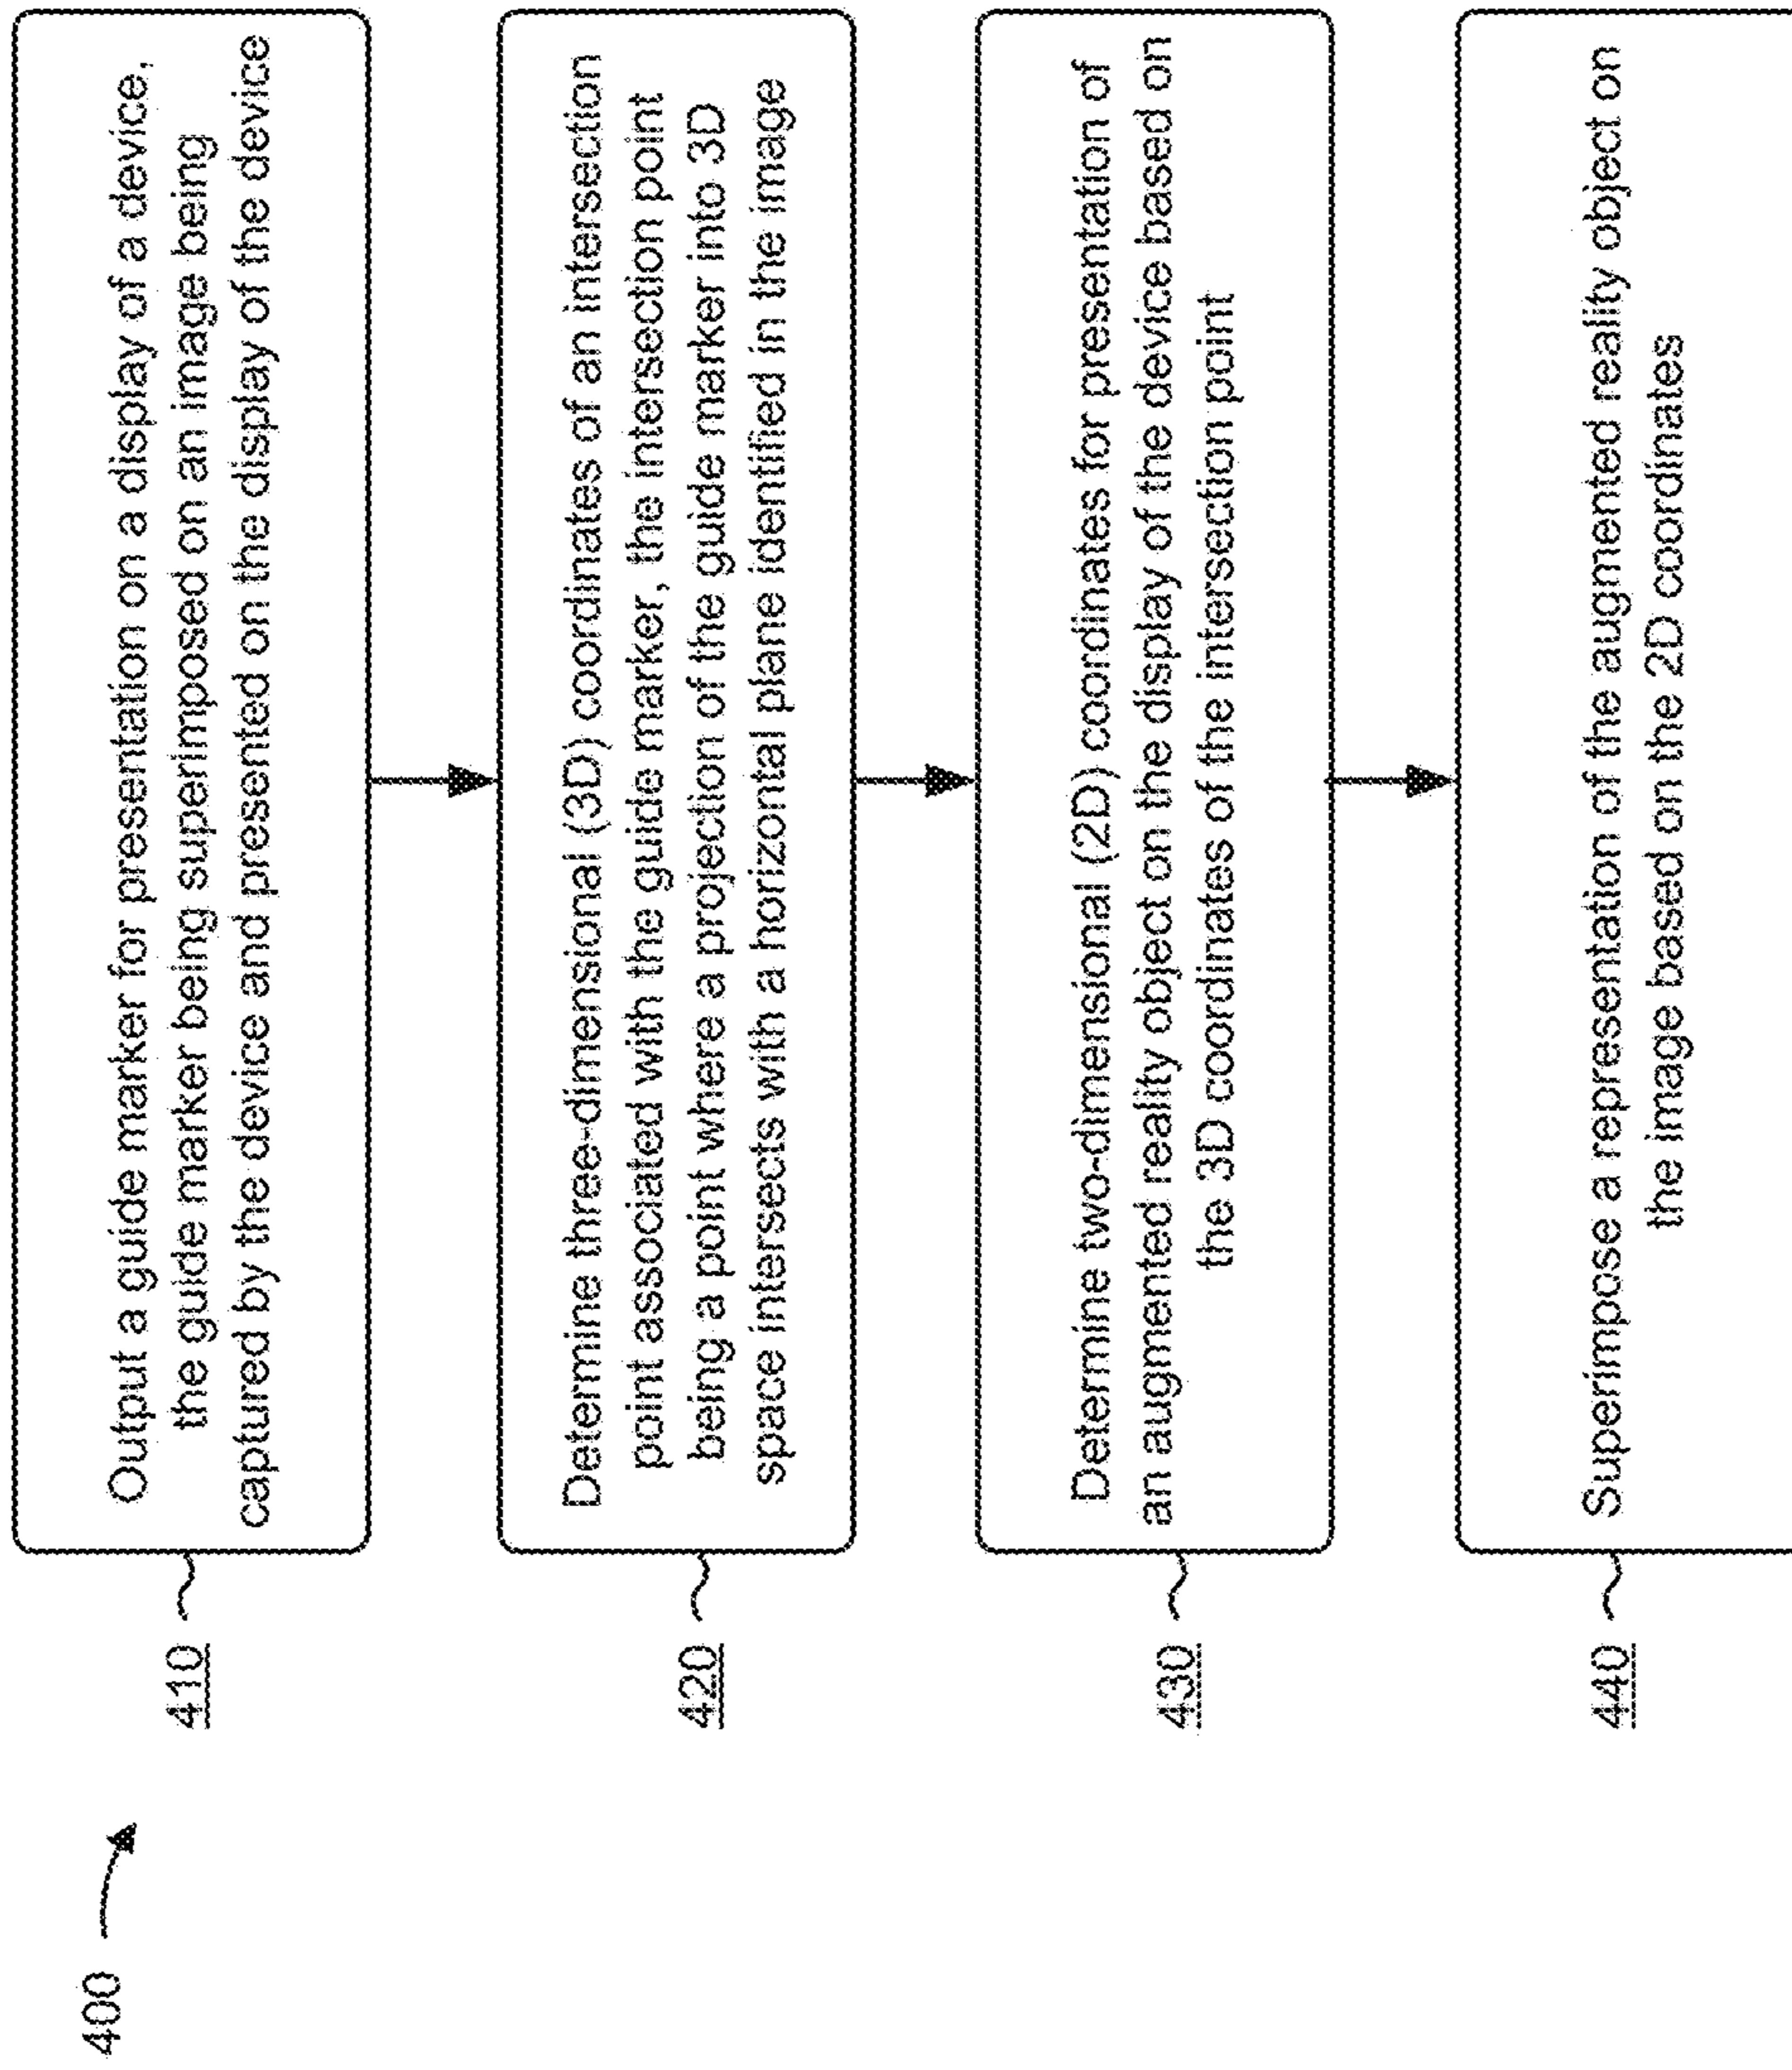 400
410
Output a guide marker for presentation on a display of a device,
the guide marker being superimposed on an image being
captured by the device and presented on the display of the device
420
Determine three-dimensional (3D) coordinates of an intersection
point associated with the guide marker, the intersection point
being a point where a projection of the guide marker into 3D
space intersects with a horizontal plane identified in the image
430
Determine two-dimensional (2D) coordinates for presentation of
an augmented reality object on the display of the device based on
the 3D coordinates of the intersection point
440
Superimpose a representation of the augmented reality object on
the image based on the 2D coordinates